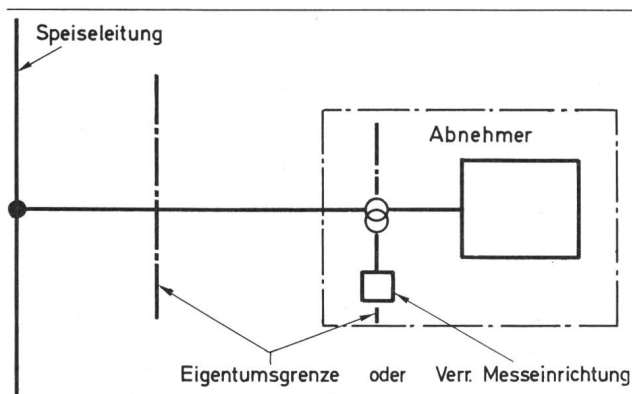 Speiseleitung
Abnehmer
Eigentumsgrenze oder Verr. Messeinrichtung